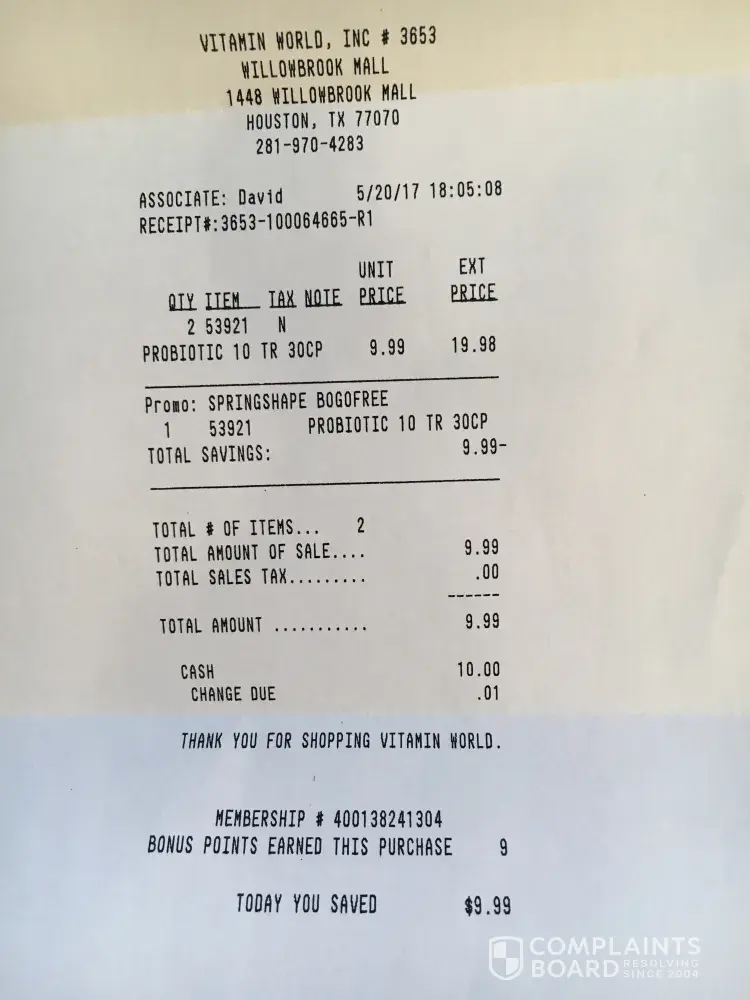 VITAMIN WORLD, INC # 3653
WILLOWBROOK MALL
1448 WILLOWBROOK MALL
HOUSTON, TX 77070
281-970-4283
ASSOCIATE: David 5/20/17 18:05:08
RECEIPT#:3653-100064665-R1
UNIT EXT
QTY ITEM TAX NOTE PRICE PRICE
2 53921 N
PROBIOTIC 10 TR 30CP 9.99 19.98
Promo: SPRINGSHAPE BOGOFREE
1 53921 PROBIOTIC 10 TR 30CP
TOTAL SAVINGS: 9.99-
TOTAL # OF ITEMS... 2
TOTAL AMOUNT OF SALE.... 9.99
TOTAL SALES TAX......... .00
------
TOTAL AMOUNT ........... 9.99
CASH 10.00
CHANGE DUE .01
THANK YOU FOR SHOPPING VITAMIN WORLD.
MEMBERSHIP # 400138241304
BONUS POINTS EARNED THIS PURCHASE 9
TODAY YOU SAVED $9.99
COMPLAINTS
BOARD RESOLVING SINCE 2004